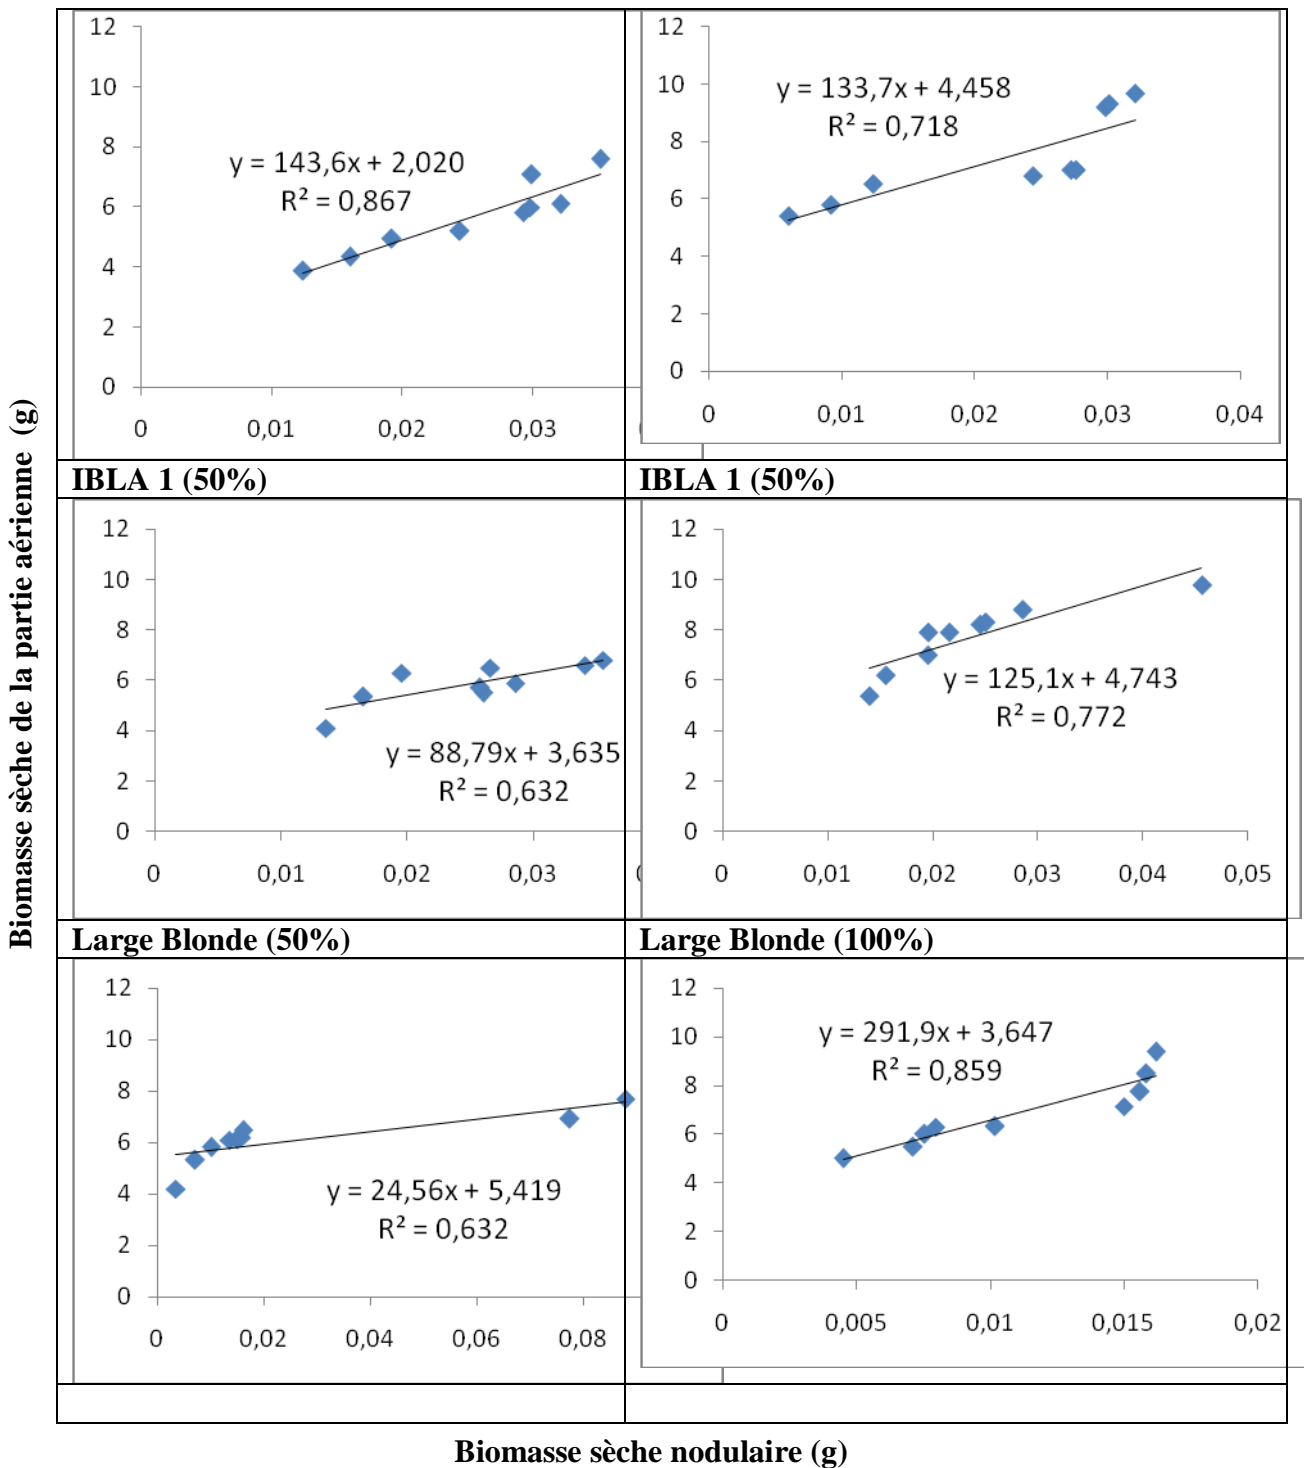 12
10
8
6
4
2
0
y = 143,6x + 2,020
R² = 0,867
0 0,01 0,02 0,03
12
10
8
6
4
2
0
y = 133,7x + 4,458
R² = 0,718
0 0,01 0,02 0,03 0,04
IBLA 1 (50%)
IBLA 1 (50%)
12
10
8
6
4
2
0
y = 88,79x + 3,635
R² = 0,632
0 0,01 0,02 0,03
12
10
8
6
4
2
0
y = 125,1x + 4,743
R² = 0,772
0 0,01 0,02 0,03 0,04 0,05
Large Blonde (50%)
Large Blonde (100%)
12
10
8
6
4
2
0
y = 24,56x + 5,419
R² = 0,632
0 0,02 0,04 0,06 0,08
12
10
8
6
4
2
0
y = 291,9x + 3,647
R² = 0,859
0 0,005 0,01 0,015 0,02
Biomasse sèche de la partie aérienne (g)
Biomasse sèche nodulaire (g)